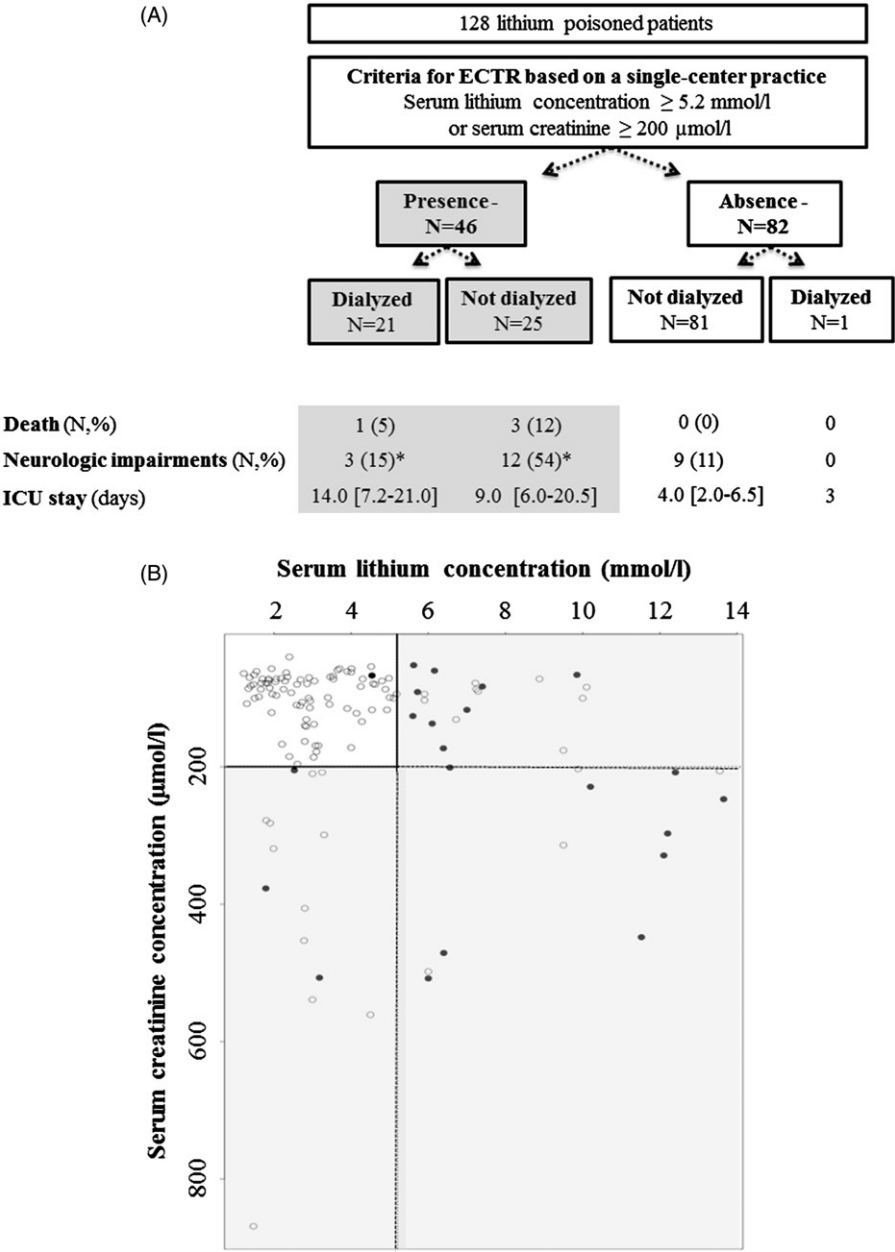 (A)
128 lithium poisoned patients
Criteria for ECTR based on a single-center practice
Serum lithium concentration ≥ 5.2 mmol/l
or serum creatinine ≥ 200 µmol/l
Presence - N=46
Absence - N=82
Dialyzed N=21
Not dialyzed N=25
Not dialyzed N=81
Dialyzed N=1
Death (N,%) 1 (5) 3 (12) 0 (0) 0
Neurologic impairments (N,%) 3 (15)* 12 (54)* 9 (11) 0
ICU stay (days) 14.0 [7.2-21.0] 9.0 [6.0-20.5] 4.0 [2.0-6.5] 3
(B)
Serum lithium concentration (mmol/l)
2 4 6 8 10 12 14
Serum creatinine concentration (µmol/l)
200
400
600
800